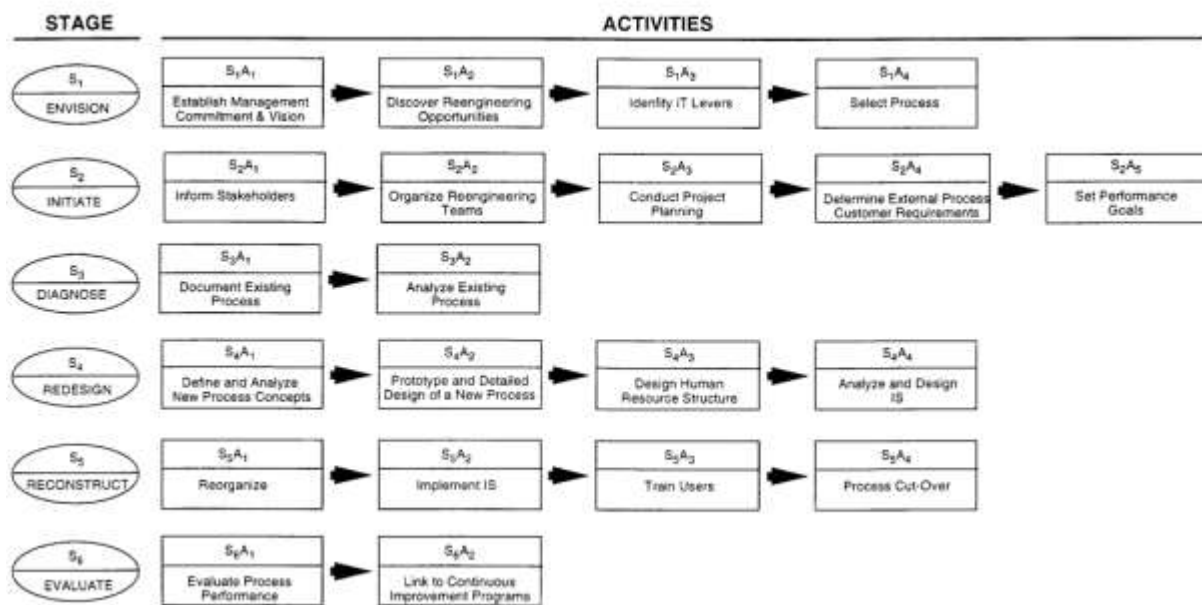 STAGE ACTIVITIES
S₁
ENVISION
S₁A₁
Establish Management
Commitment & Vision
S₁A₂
Discover Reengineering
Opportunities
S₁A₃
Identify IT Levers
S₁A₄
Select Process
S₂
INITIATE
S₂A₁
Inform Stakeholders
S₂A₂
Organize Reengineering
Teams
S₂A₃
Conduct Project
Planning
S₂A₄
Determine External Process
Customer Requirements
S₂A₅
Set Performance
Goals
S₃
DIAGNOSE
S₃A₁
Document Existing
Process
S₃A₂
Analyze Existing
Process
S₄
REDESIGN
S₄A₁
Define and Analyze
New Process Concepts
S₄A₂
Prototype and Detailed
Design of a New Process
S₄A₃
Design Human
Resource Structure
S₄A₄
Analyze and Design
IS
S₅
RECONSTRUCT
S₅A₁
Reorganize
S₅A₂
Implement IS
S₅A₃
Train Users
S₅A₄
Process Cut-Over
S₆
EVALUATE
S₆A₁
Evaluate Process
Performance
S₆A₂
Link to Continuous
Improvement Programs